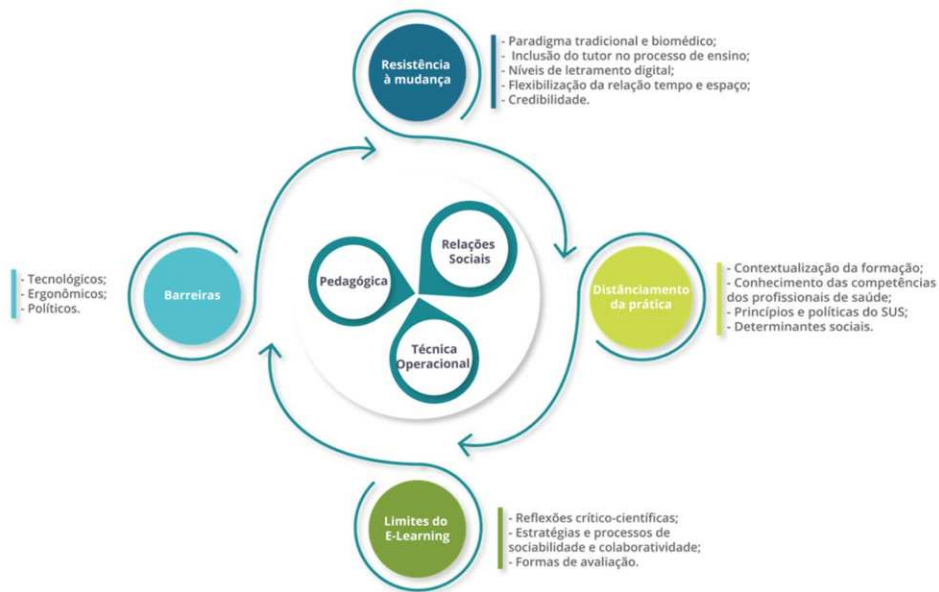 Resistência
à mudança
- Paradigma tradicional e biomédico;
- Inclusão do tutor no processo de ensino;
- Níveis de letramento digital;
- Flexibilização da relação tempo e espaço;
- Credibilidade.
Relações
Sociais
Pedagógica
Técnica
Operacional
- Tecnológicos;
- Ergonômicos;
- Políticos.
Barreiras
Distânciamento
da prática
- Contextualização da formação;
- Conhecimento das competências
dos profissionais de saúde;
- Princípios e políticas do SUS;
- Determinantes sociais.
Limites do
E-Learning
- Reflexões crítico-científicas;
- Estratégias e processos de
sociabilidade e colaboratividade;
- Formas de avaliação.